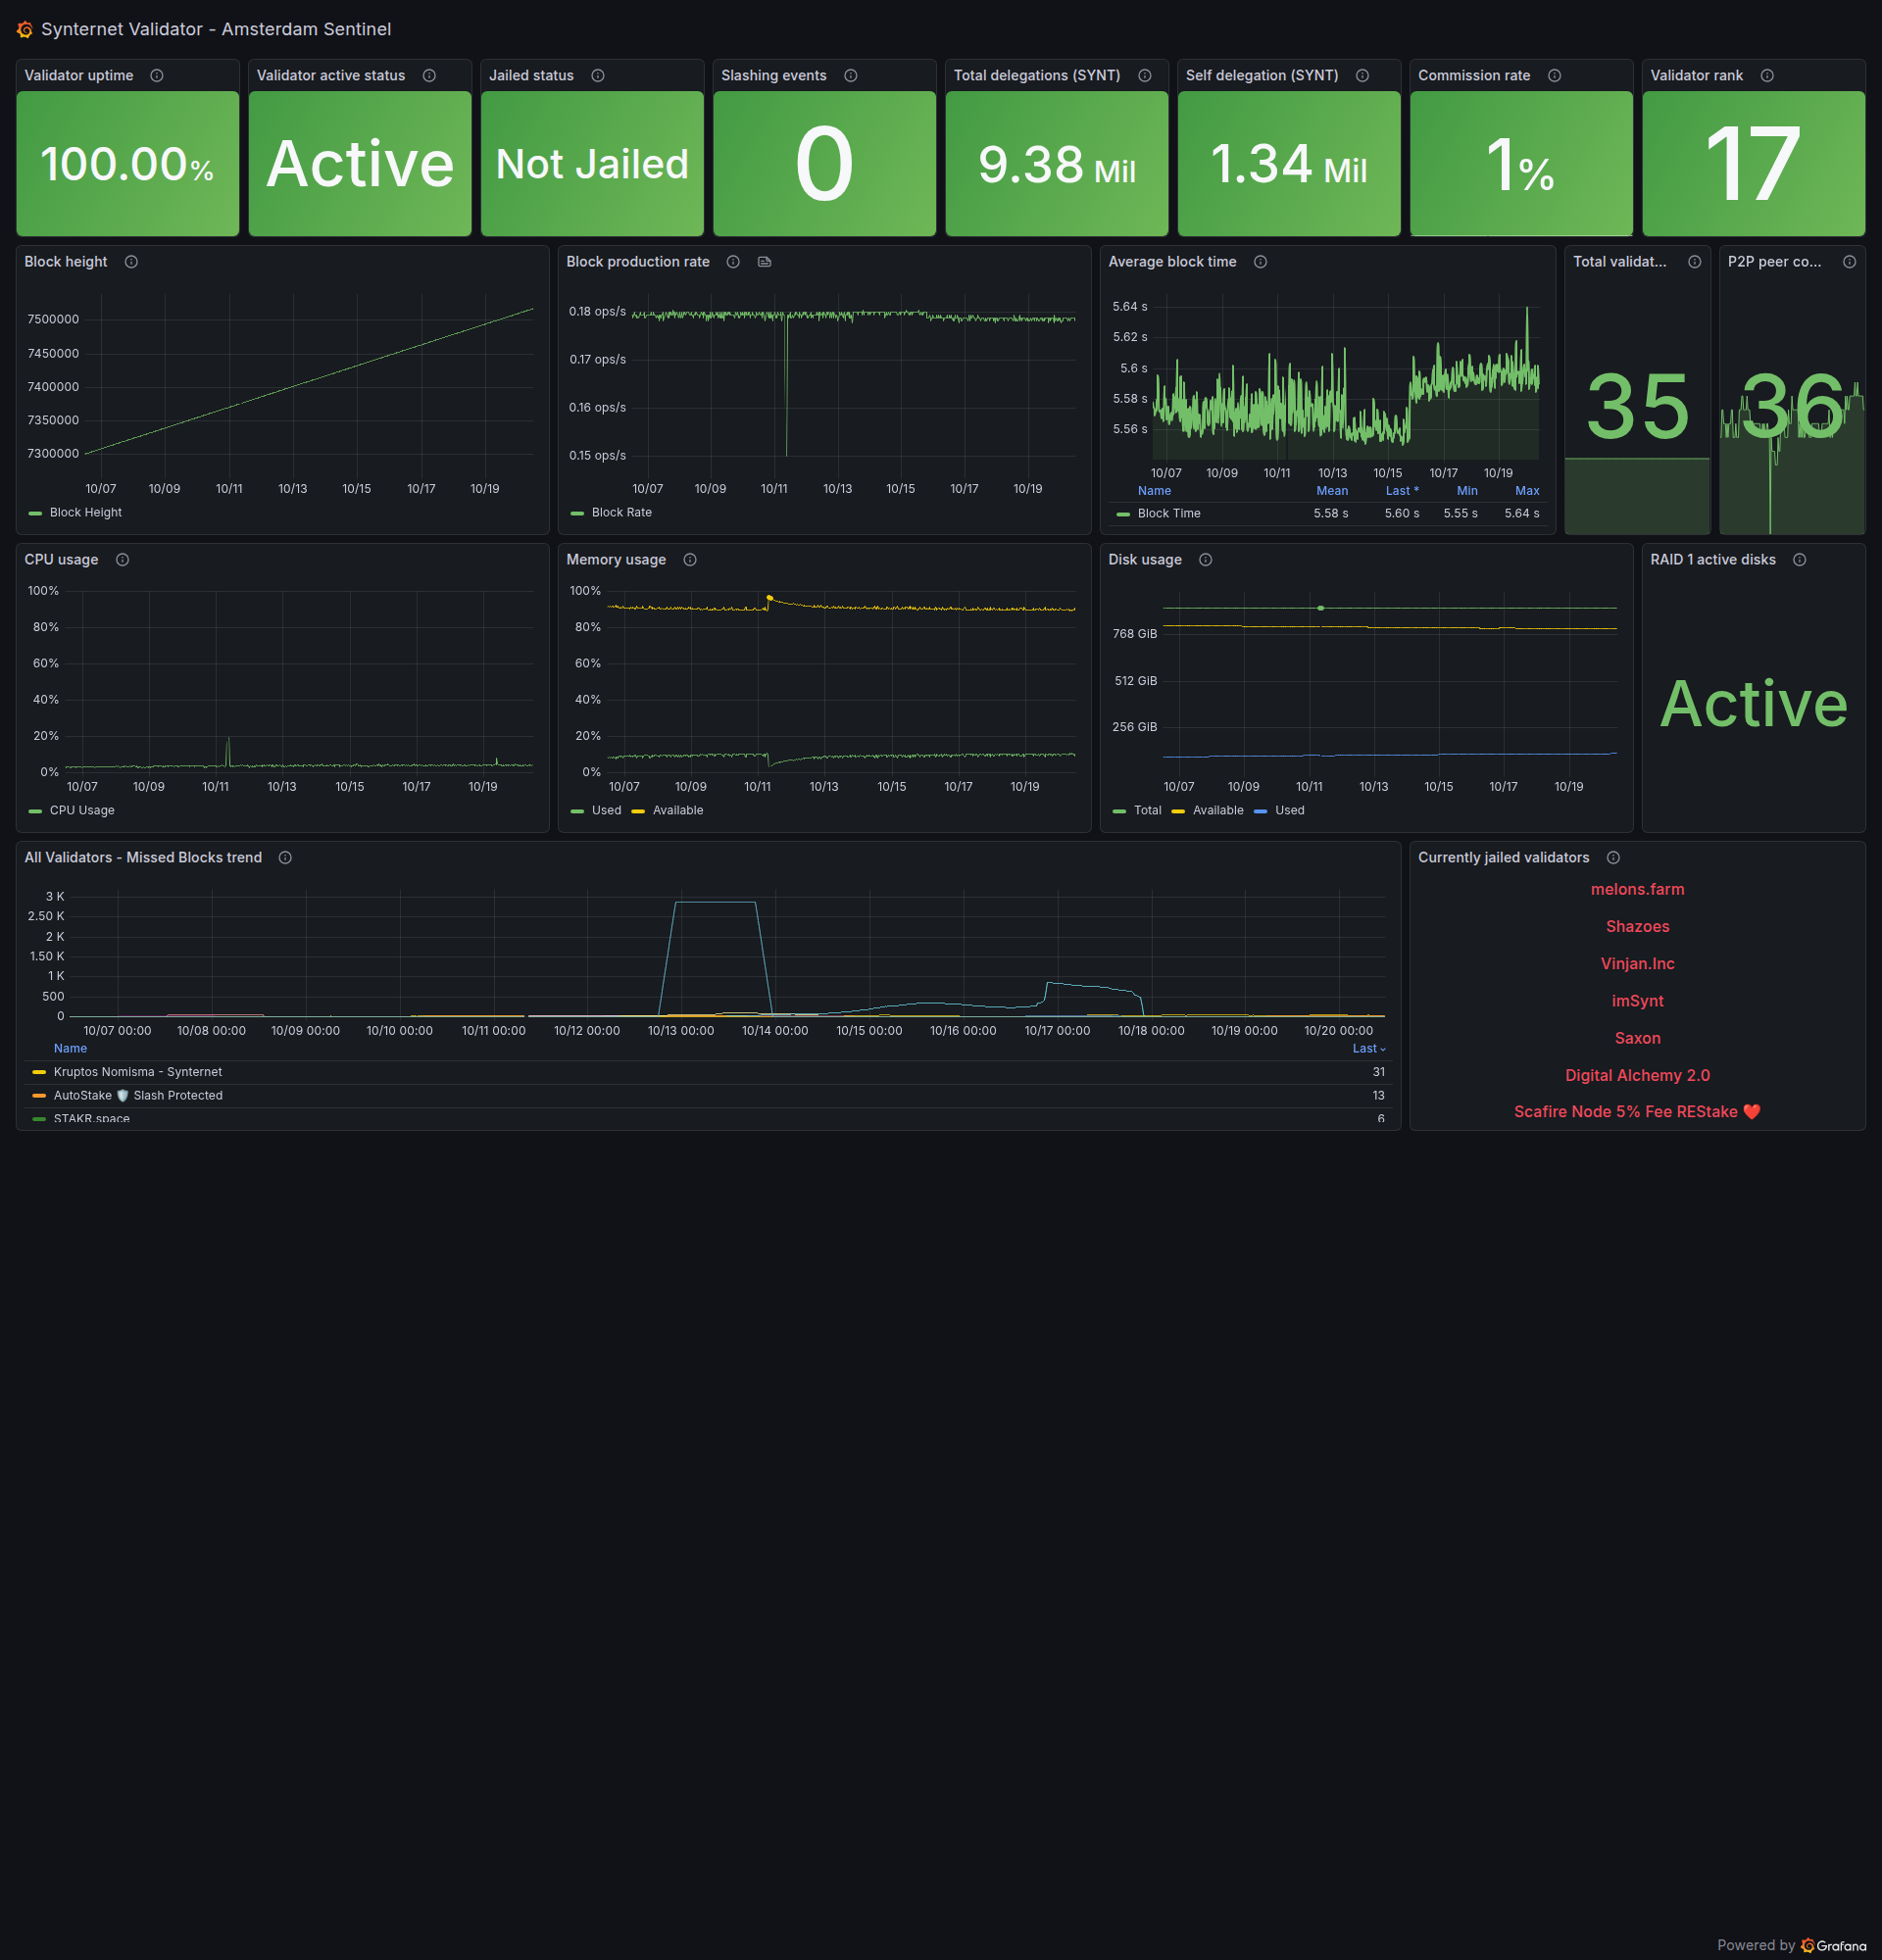 Synternet Validator - Amsterdam Sentinel
Validator uptime
100.00%
Validator active status
Active
Jailed status
Not Jailed
Slashing events
0
Total delegations (SYNT)
9.38 Mil
Self delegation (SYNT)
1.34 Mil
Commission rate
1%
Validator rank
17
Block height
7500000
7450000
7400000
7350000
7300000
10/07 10/09 10/11 10/13 10/15 10/17 10/19
Block Height
Block production rate
0.18 ops/s
0.17 ops/s
0.16 ops/s
0.15 ops/s
10/07 10/09 10/11 10/13 10/15 10/17 10/19
Block Rate
Average block time
5.64 s
5.62 s
5.6 s
5.58 s
5.56 s
10/07 10/09 10/11 10/13 10/15 10/17 10/19
Name Mean Last * Min Max
Block Time 5.58 s 5.60 s 5.55 s 5.64 s
Total validat...
35
P2P peer co...
36
CPU usage
100%
80%
60%
40%
20%
0%
10/07 10/09 10/11 10/13 10/15 10/17 10/19
CPU Usage
Memory usage
100%
80%
60%
40%
20%
0%
10/07 10/09 10/11 10/13 10/15 10/17 10/19
Used Available
Disk usage
768 GiB
512 GiB
256 GiB
10/07 10/09 10/11 10/13 10/15 10/17 10/19
Total Available Used
RAID 1 active disks
Active
All Validators - Missed Blocks trend
3 K
2.50 K
2 K
1.50 K
1 K
500
0
10/07 00:00 10/08 00:00 10/09 00:00 10/10 00:00 10/11 00:00 10/12 00:00 10/13 00:00 10/14 00:00 10/15 00:00 10/16 00:00 10/17 00:00 10/18 00:00 10/19 00:00 10/20 00:00
Name Last
Kruptos Nomisma - Synternet 31
AutoStake 🛡️ Slash Protected 13
STAKR.space 6
Currently jailed validators
melons.farm
Shazoes
Vinjan.Inc
imSynt
Saxon
Digital Alchemy 2.0
Scafire Node 5% Fee REStake ❤️
Powered by Grafana